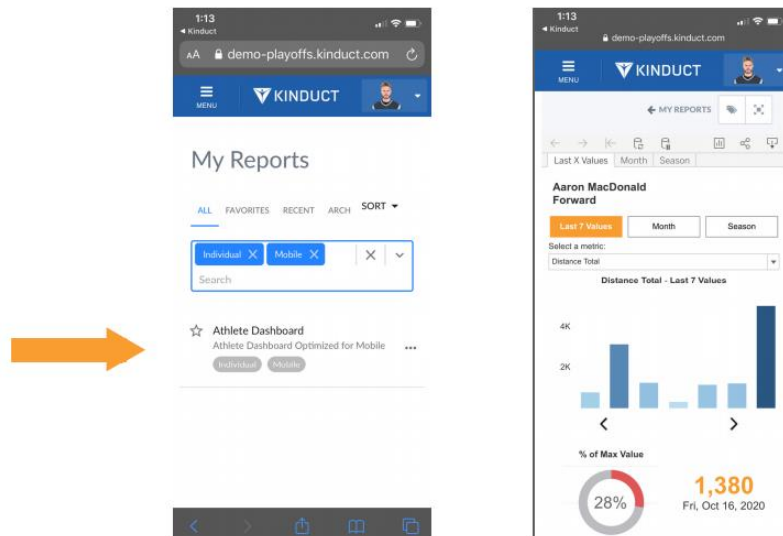 1:13
Kinduct
AA demo-playoffs.kinduct.com
MENU
KINDUCT
My Reports
ALL FAVORITES RECENT ARCH SORT
Individual Mobile
Search
Athlete Dashboard
Athlete Dashboard Optimized for Mobile
Individual Mobile
1:13
Kinduct
demo-playoffs.kinduct.com
MENU
KINDUCT
MY REPORTS
Last X Values Month Season
Aaron MacDonald
Forward
Last 7 Values Month Season
Select a metric:
Distance Total
Distance Total - Last 7 Values
4K
2K
% of Max Value
28%
1,380
Fri, Oct 16, 2020